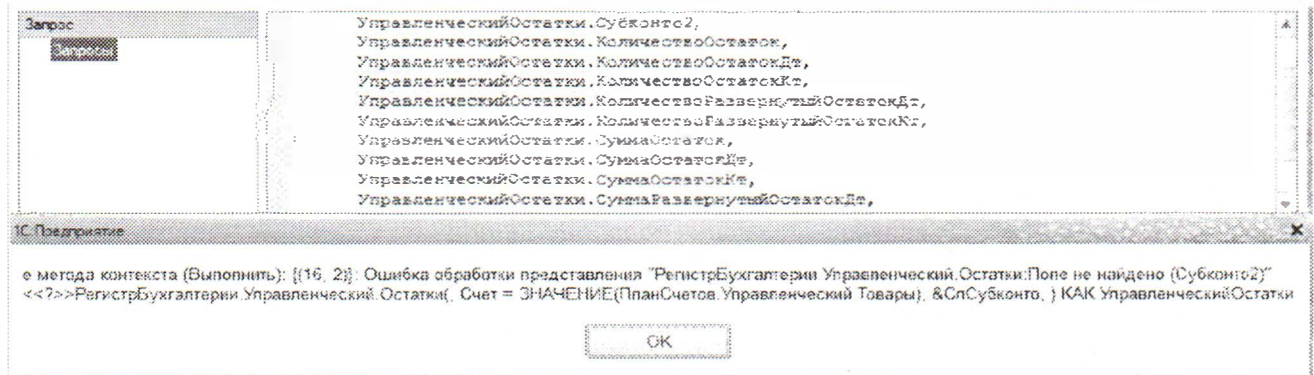 Запрос
Запросы
УправленческийОстатки.Субконто2,
УправленческийОстатки.КоличествоОстаток,
УправленческийОстатки.КоличествоОстатокДт,
УправленческийОстатки.КоличествоОстатокКт,
УправленческийОстатки.КоличествоРазвернутыйОстатокДт,
УправленческийОстатки.КоличествоРазвернутыйОстатокКт,
УправленческийОстатки.СуммаОстаток,
УправленческийОстатки.СуммаОстатокДт,
УправленческийОстатки.СуммаОстатокКт,
УправленческийОстатки.СуммаРазвернутыйОстатокДт,
1С:Предприятие
е метода контекста (Выполнить): [{(16, 2)}: Ошибка обработки представления "РегистрБухгалтерии.Управленческий.Остатки:Поле не найдено (Субконто2)"
<<?>>РегистрБухгалтерии.Управленческий.Остатки(, Счет = ЗНАЧЕНИЕ(ПланСчетов.Управленческий.Товары), &СпСубконто, ) КАК УправленческийОстатки
OK